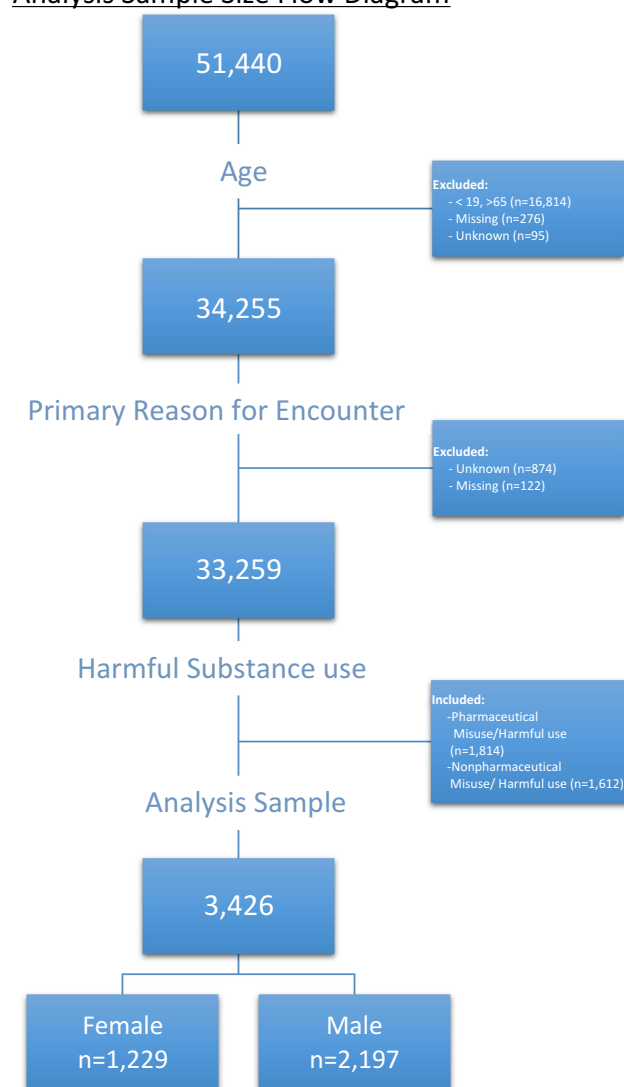 Analysis Sample Size Flow Diagram
51,440
Age
Excluded:
- < 19, >65 (n=16,814)
- Missing (n=276)
- Unknown (n=95)
34,255
Primary Reason for Encounter
Excluded:
- Unknown (n=874)
- Missing (n=122)
33,259
Harmful Substance use
Included:
-Pharmaceutical
Misuse/Harmful use
(n=1,814)
-Nonpharmaceutical
Misuse/ Harmful use (n=1,612)
Analysis Sample
3,426
Female
n=1,229
Male
n=2,197